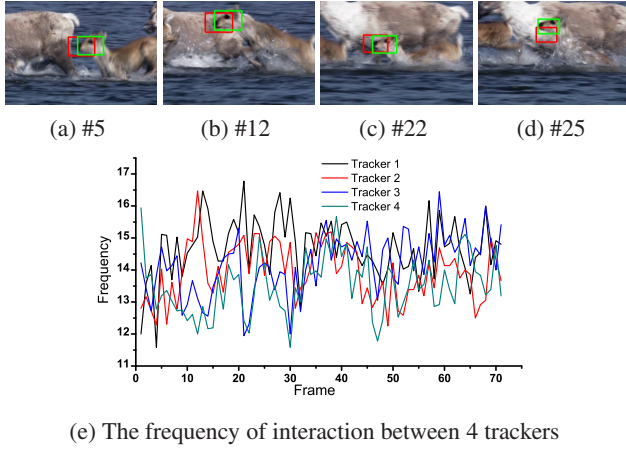 (a) #5
(b) #12
(c) #22
(d) #25
17
16
15
14
13
12
11
Frequency
Tracker 1
Tracker 2
Tracker 3
Tracker 4
0 10 20 30 40 50 60 70
Frame
(e) The frequency of interaction between 4 trackers